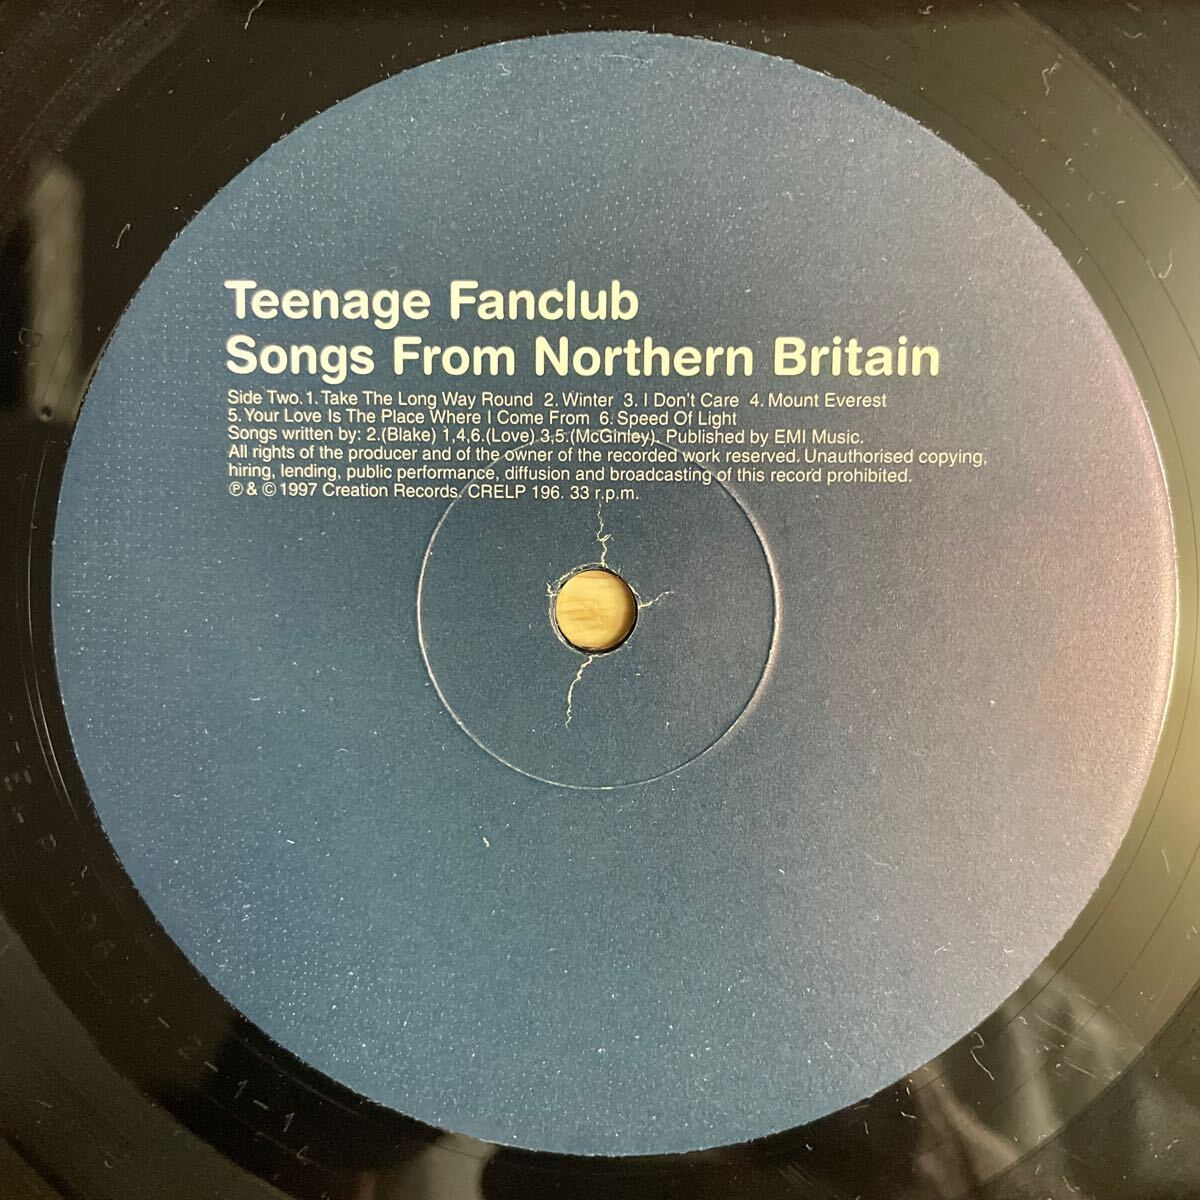 Teenage Fanclub
Songs From Northern Britain
Side Two. 1. Take The Long Way Round 2. Winter 3. I Don't Care 4. Mount Everest
5. Your Love Is The Place Where I Come From 6. Speed Of Light
Songs written by: 2.(Blake) 1,4,6.(Love) 3,5.(McGinley). Published by EMI Music.
All rights of the producer and of the owner of the recorded work reserved. Unauthorised copying,
hiring, lending, public performance, diffusion and broadcasting of this record prohibited.
℗ & © 1997 Creation Records. CRELP 196. 33 r.p.m.